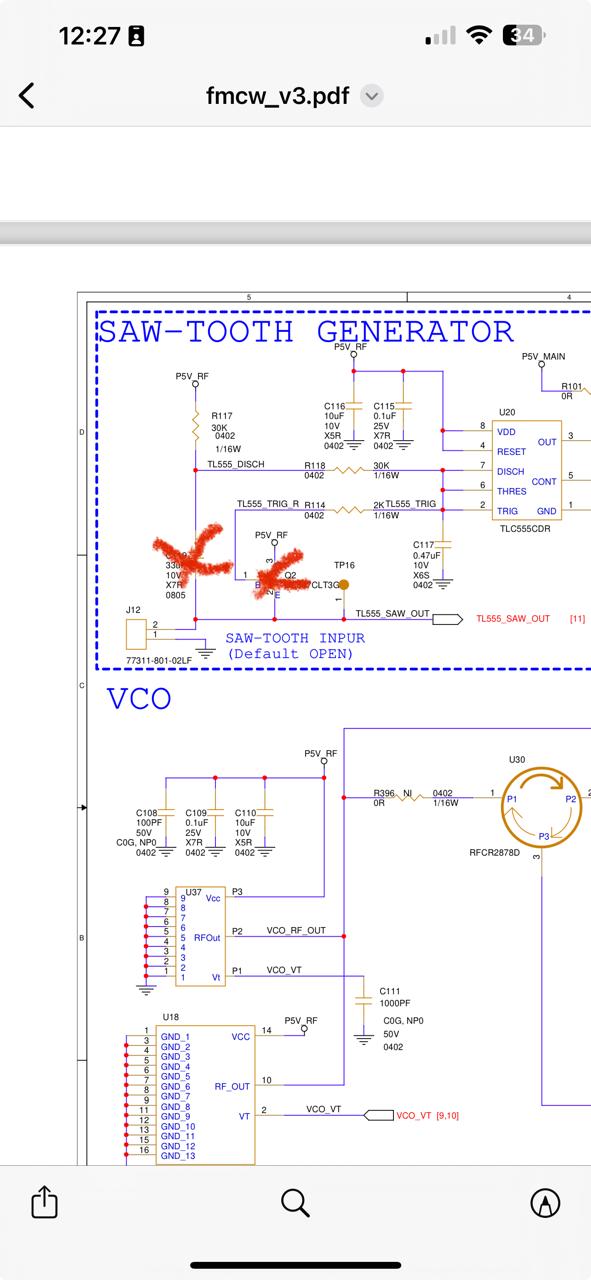 12:27
34
fmcw_v3.pdf
5 4
SAW-TOOTH GENERATOR
P5V_RF
P5V_MAIN
P5V_RF
R101
0R
R117
30K
0402
1/16W
C116
10uF
10V
X5R
0402
C115
0.1uF
25V
X7R
0402
U20
8 VDD
4 RESET
7 DISCH
6 THRES
2 TRIG
OUT 3
CONT 5
GND 1
TLC555CDR
D
TL555_DISCH
R118
0402
30K
1/16W
TL555_TRIG_R
R114
0402
2K
1/16W
TL555_TRIG
P5V_RF
C117
0.47uF
10V
X6S
0402
10V
X7R
0805
1
3
Q2
E
TP16
1
J12
2
1
77311-801-02LF
TL555_SAW_OUT
TL555_SAW_OUT [11]
SAW-TOOTH INPUR
(Default OPEN)
C
VCO
P5V_RF
U30
R396 NI 0402
0R 1/16W
1 P1
P2 2
P3
3
RFCR2878D
C108
100PF
50V
C0G, NP0
0402
C109
0.1uF
25V
X7R
0402
C110
10uF
10V
X5R
0402
U37
9 9
8 8
7 7
6 6
5 5
4 4
3 3
2 2
1 1
Vcc P3
RFOut P2
Vt P1
VCO_RF_OUT
VCO_VT
B
C111
1000PF
C0G, NP0
50V
0402
U18
P5V_RF
1 GND_1
3 GND_2
4 GND_3
5 GND_4
6 GND_5
7 GND_6
8 GND_7
9 GND_8
11 GND_9
12 GND_10
13 GND_11
15 GND_12
16 GND_13
VCC 14
RF_OUT 10
VT 2
VCO_VT
VCO_VT [9,10]